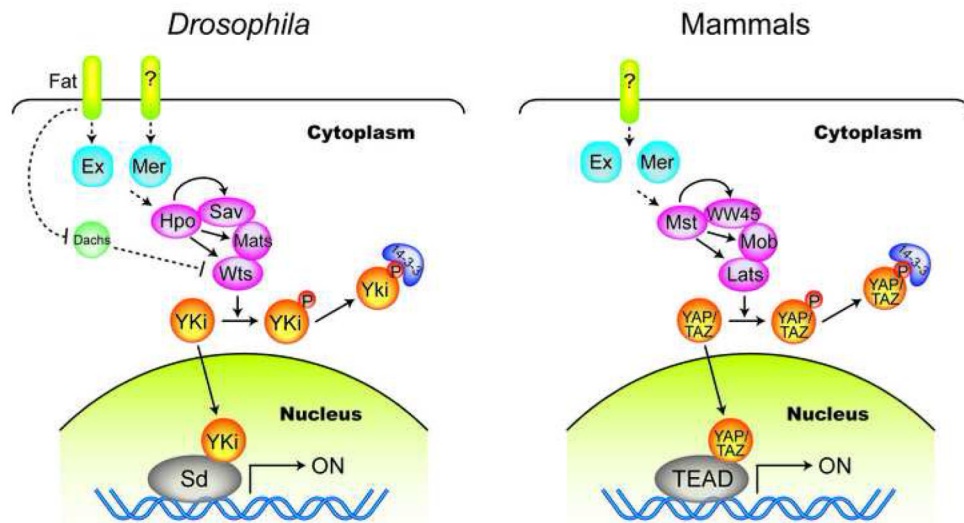 Drosophila
Fat
?
Cytoplasm
Ex
Mer
Hpo
Sav
Mats
Wts
Dachs
14-3-3
P
Yki
YKi
P
YKi
Nucleus
YKi
Sd
ON
Mammals
?
Cytoplasm
Ex
Mer
Mst
WW45
Mob
Lats
14-3-3
P
YAP/
TAZ
YAP/
TAZ
P
YAP/
TAZ
Nucleus
YAP/
TAZ
TEAD
ON